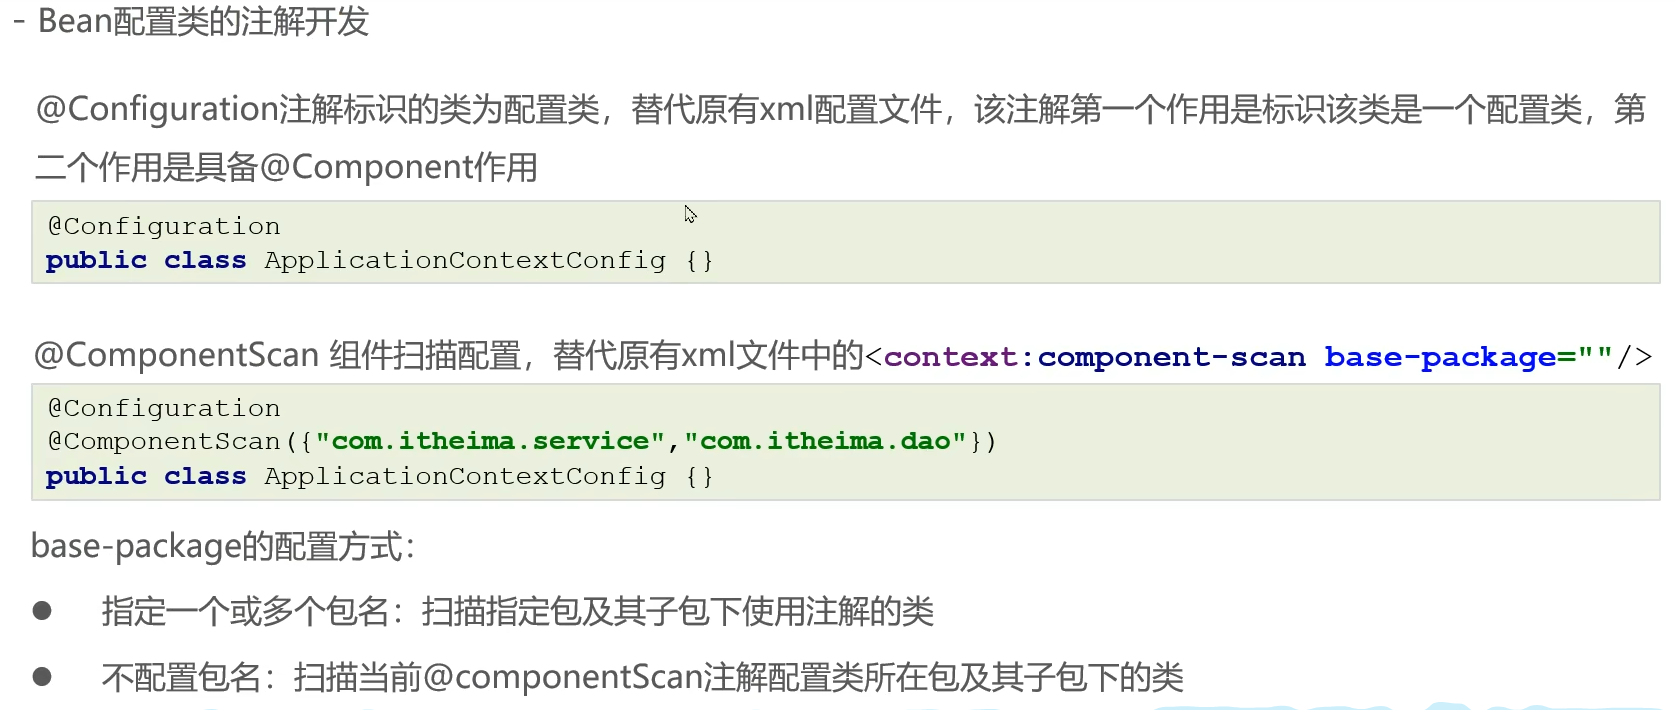 - Bean配置类的注解开发
@Configuration注解标识的类为配置类，替代原有xml配置文件，该注解第一个作用是标识该类是一个配置类，第
二个作用是具备@Component作用
@Configuration
public class ApplicationContextConfig {}
@ComponentScan 组件扫描配置，替代原有xml文件中的<context:component-scan base-package=""/>
@Configuration
@ComponentScan({"com.itheima.service","com.itheima.dao"})
public class ApplicationContextConfig {}
base-package的配置方式：
● 指定一个或多个包名：扫描指定包及其子包下使用注解的类
● 不配置包名：扫描当前@componentScan注解配置类所在包及其子包下的类